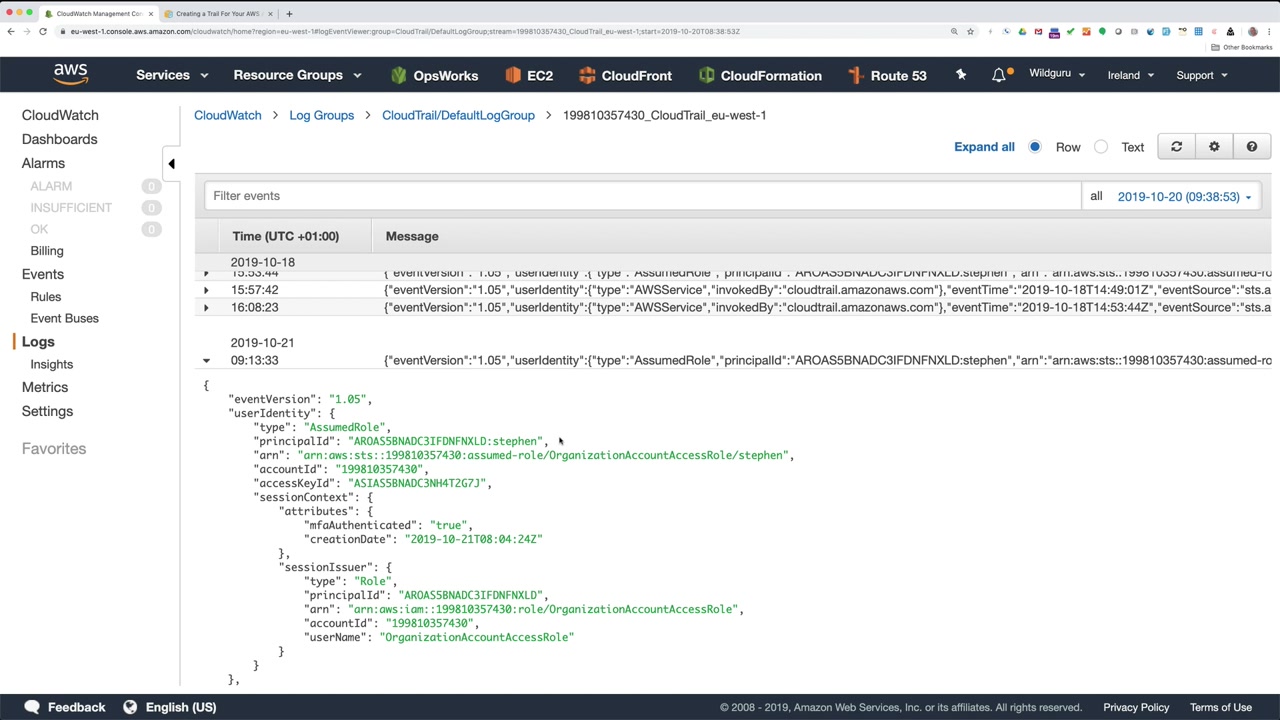 CloudWatch Management Con
Creating a Trail For Your AWS
eu-west-1.console.aws.amazon.com/cloudwatch/home?region=eu-west-1#logEventViewer:group=CloudTrail/DefaultLogGroup;stream=199810357430_CloudTrail_eu-west-1;start=2019-10-20T08:38:53Z
Other Bookmarks
aws Services Resource Groups OpsWorks EC2 CloudFront CloudFormation Route 53 Wildguru Ireland Support
CloudWatch
Dashboards
Alarms
ALARM 0
INSUFFICIENT 0
OK 0
Billing
Events
Rules
Event Buses
Logs
Insights
Metrics
Settings
Favorites
CloudWatch > Log Groups > CloudTrail/DefaultLogGroup > 199810357430_CloudTrail_eu-west-1
Expand all Row Text
Filter events all 2019-10-20 (09:38:53)
Time (UTC +01:00) Message
2019-10-18
15:53:44 {"eventVersion":"1.05","userIdentity":{"type":"AssumedRole","principalId":"AROAS5BNADC3IFDNFNXLD:stephen","arn":"arn:aws:sts::199810357430:assumed-ro
15:57:42 {"eventVersion":"1.05","userIdentity":{"type":"AWSService","invokedBy":"cloudtrail.amazonaws.com"},"eventTime":"2019-10-18T14:49:01Z","eventSource":"sts.a
16:08:23 {"eventVersion":"1.05","userIdentity":{"type":"AWSService","invokedBy":"cloudtrail.amazonaws.com"},"eventTime":"2019-10-18T14:53:44Z","eventSource":"sts.a
2019-10-21
09:13:33 {"eventVersion":"1.05","userIdentity":{"type":"AssumedRole","principalId":"AROAS5BNADC3IFDNFNXLD:stephen","arn":"arn:aws:sts::199810357430:assumed-ro
{
"eventVersion": "1.05",
"userIdentity": {
"type": "AssumedRole",
"principalId": "AROAS5BNADC3IFDNFNXLD:stephen",
"arn": "arn:aws:sts::199810357430:assumed-role/OrganizationAccountAccessRole/stephen",
"accountId": "199810357430",
"accessKeyId": "ASIAS5BNADC3NH4T2G7J",
"sessionContext": {
"attributes": {
"mfaAuthenticated": "true",
"creationDate": "2019-10-21T08:04:24Z"
},
"sessionIssuer": {
"type": "Role",
"principalId": "AROAS5BNADC3IFDNFNXLD",
"arn": "arn:aws:iam::199810357430:role/OrganizationAccountAccessRole",
"accountId": "199810357430",
"userName": "OrganizationAccountAccessRole"
}
}
},
Feedback English (US) © 2008 - 2019, Amazon Web Services, Inc. or its affiliates. All rights reserved. Privacy Policy Terms of Use